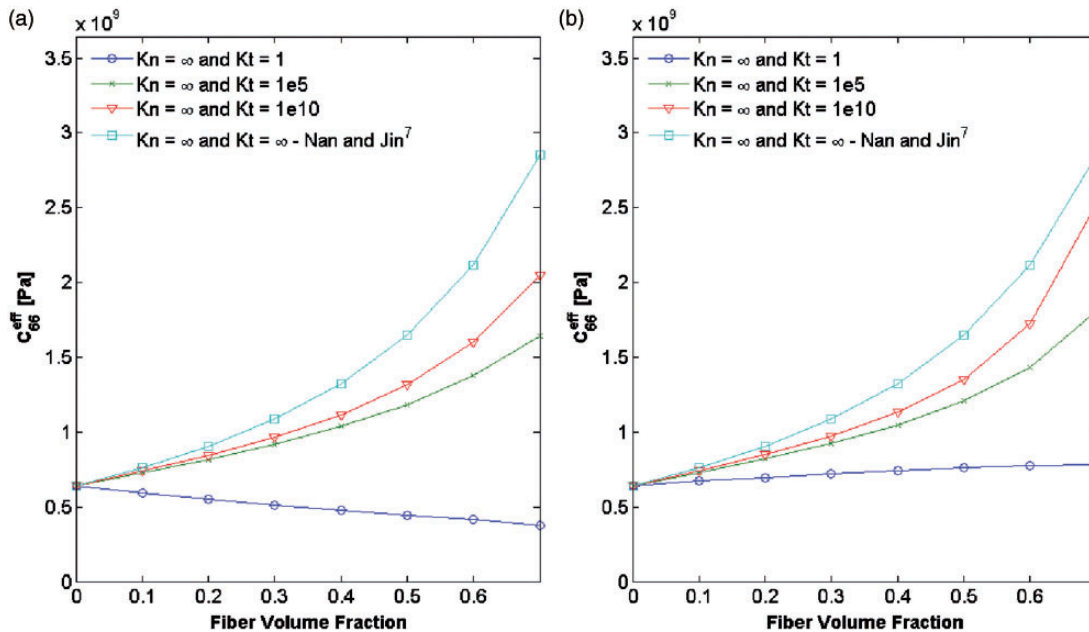 (a)
x 10^9
3.5
3
2.5
2
1.5
1
0.5
0
C_66^eff [Pa]
Kn = ∞ and Kt = 1
Kn = ∞ and Kt = 1e5
Kn = ∞ and Kt = 1e10
Kn = ∞ and Kt = ∞ - Nan and Jin^7
0 0.1 0.2 0.3 0.4 0.5 0.6
Fiber Volume Fraction
(b)
x 10^9
3.5
3
2.5
2
1.5
1
0.5
0
C_66^eff [Pa]
Kn = ∞ and Kt = 1
Kn = ∞ and Kt = 1e5
Kn = ∞ and Kt = 1e10
Kn = ∞ and Kt = ∞ - Nan and Jin^7
0 0.1 0.2 0.3 0.4 0.5 0.6
Fiber Volume Fraction